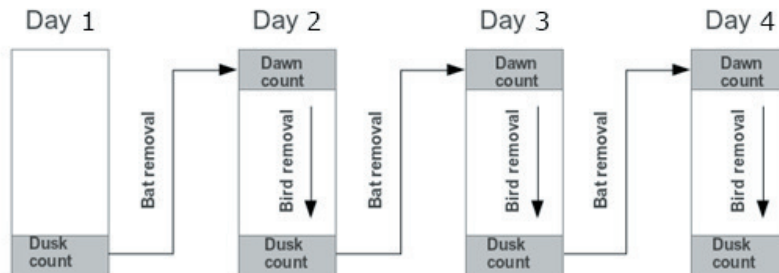 Day 1
Day 2
Day 3
Day 4
Dawn
count
Dawn
count
Dawn
count
Bat removal
Bird removal
Bat removal
Bird removal
Bat removal
Bird removal
Dusk
count
Dusk
count
Dusk
count
Dusk
count